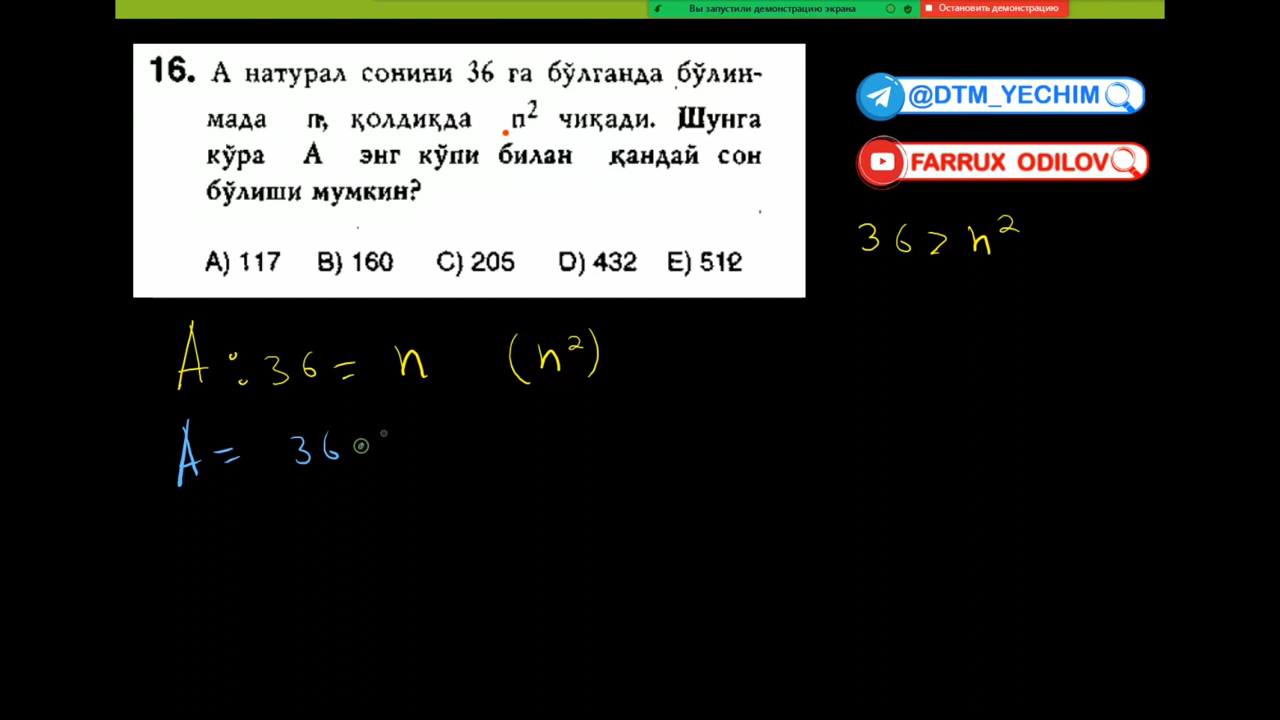 Вы запустили демонстрацию экрана
Остановить демонстрацию
16. А натурал сонини 36 га бўлганда бўлин-
мада n, қолдиқда n² чиқади. Шунга
кўра А энг кўпи билан қандай сон
бўлиши мумкин?
A) 117 B) 160 C) 205 D) 432 E) 512
@DTM_YECHIM
FARRUX ODILOV
36 > n²
A : 36 = n (n²)
A = 36 ·